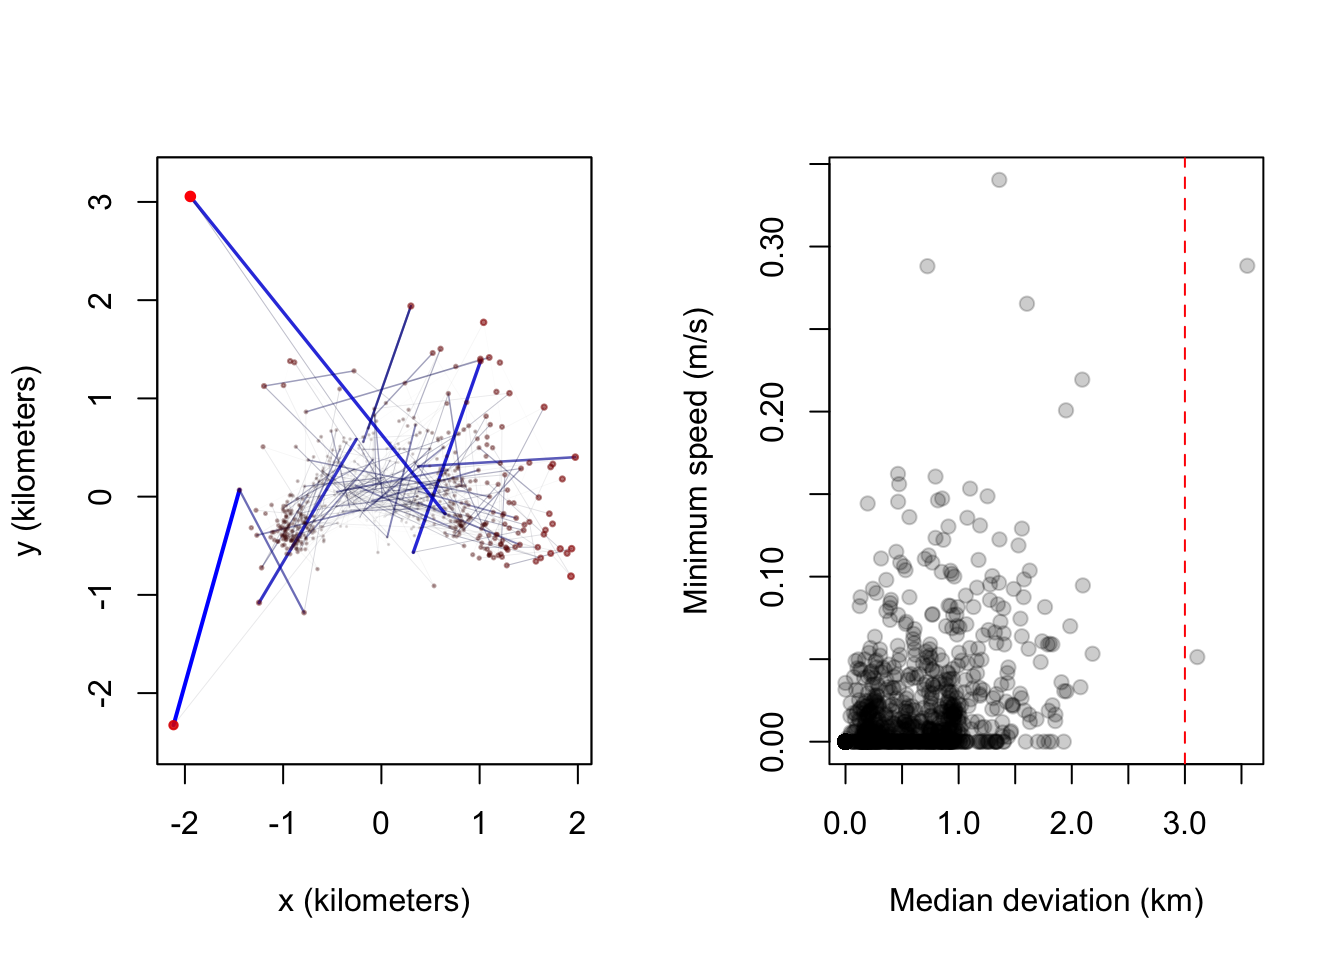 y (kilometers)
3
2
1
0
-1
-2
-2 -1 0 1 2
x (kilometers)
Minimum speed (m/s)
0.30
0.20
0.10
0.00
0.0 1.0 2.0 3.0
Median deviation (km)